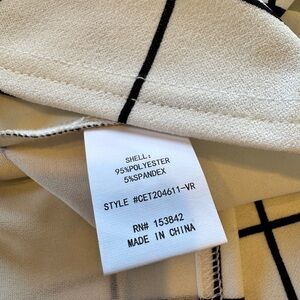 SHELL:
95%POLYESTER
5%SPANDEX
STYLE #CET204611-VR
RN# 153842
MADE IN CHINA